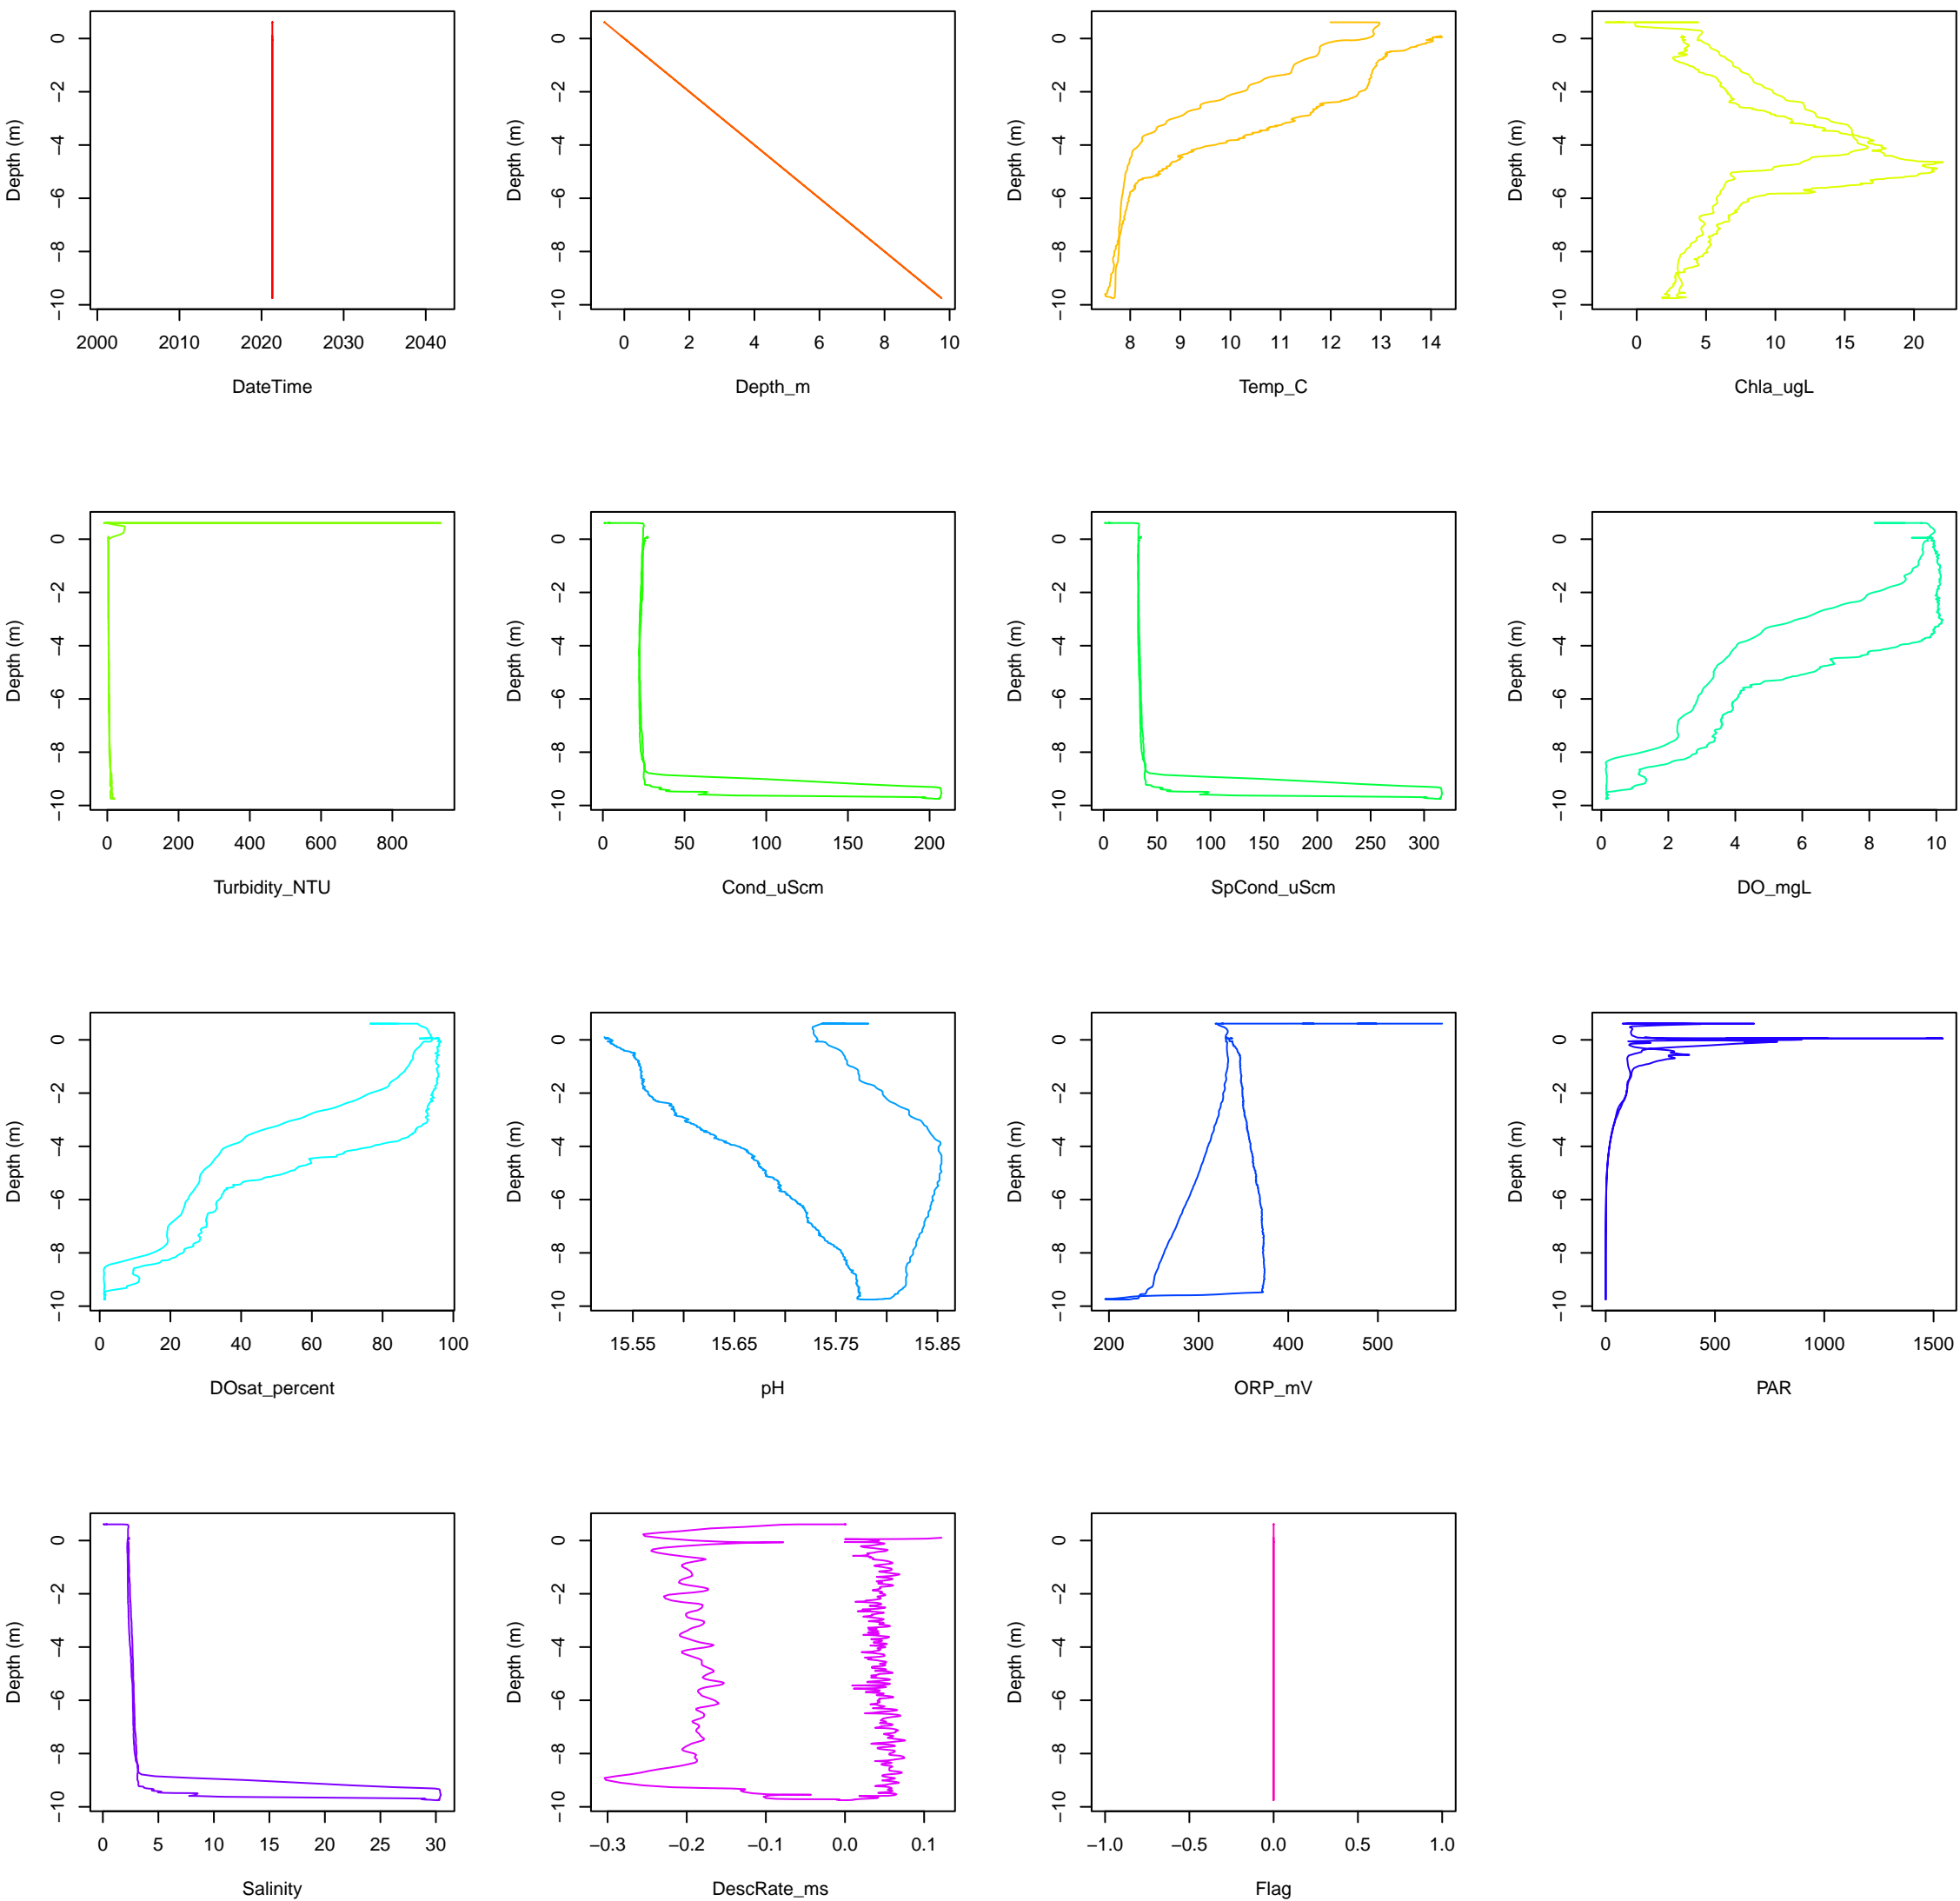 Depth (m)
−10 −8 −6 −4 −2 0
2000 2010 2020 2030 2040
DateTime
Depth (m)
−10 −8 −6 −4 −2 0
0 2 4 6 8 10
Depth_m
Depth (m)
−10 −8 −6 −4 −2 0
8 9 10 11 12 13 14
Temp_C
Depth (m)
−10 −8 −6 −4 −2 0
0 5 10 15 20
Chla_ugL
Depth (m)
−10 −8 −6 −4 −2 0
0 200 400 600 800
Turbidity_NTU
Depth (m)
−10 −8 −6 −4 −2 0
0 50 100 150 200
Cond_uScm
Depth (m)
−10 −8 −6 −4 −2 0
0 50 100 150 200 250 300
SpCond_uScm
Depth (m)
−10 −8 −6 −4 −2 0
0 2 4 6 8 10
DO_mgL
Depth (m)
−10 −8 −6 −4 −2 0
0 20 40 60 80 100
DOsat_percent
Depth (m)
−10 −8 −6 −4 −2 0
15.55 15.65 15.75 15.85
pH
Depth (m)
−10 −8 −6 −4 −2 0
200 300 400 500
ORP_mV
Depth (m)
−10 −8 −6 −4 −2 0
0 500 1000 1500
PAR
Depth (m)
−10 −8 −6 −4 −2 0
0 5 10 15 20 25 30
Salinity
Depth (m)
−10 −8 −6 −4 −2 0
−0.3 −0.2 −0.1 0.0 0.1
DescRate_ms
Depth (m)
−10 −8 −6 −4 −2 0
−1.0 −0.5 0.0 0.5 1.0
Flag